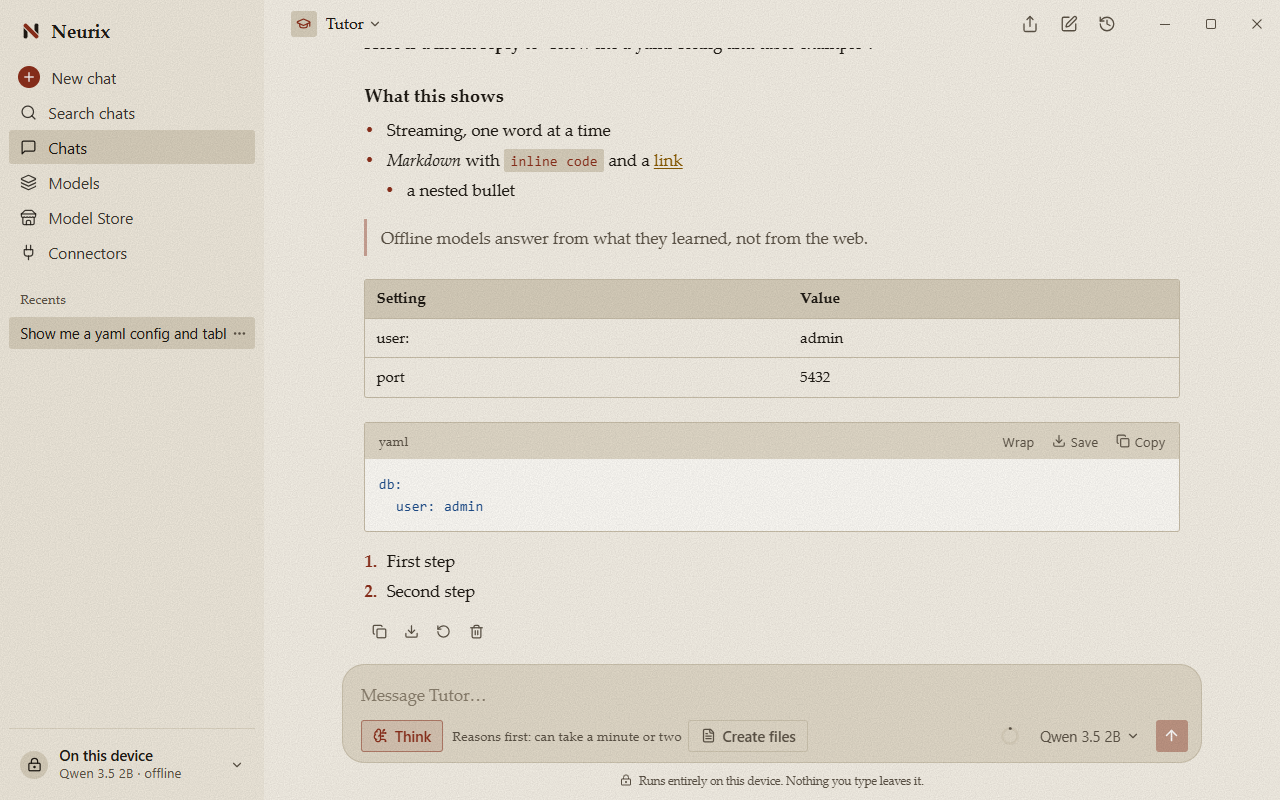 Neurix
New chat
Search chats
Chats
Models
Model Store
Connectors
Recents
Show me a yaml config and tabl
On this device
Qwen 3.5 2B · offline
Tutor
What this shows
• Streaming, one word at a time
• Markdown with inline code and a link
• a nested bullet
Offline models answer from what they learned, not from the web.
Setting Value
user: admin
port 5432
yaml Wrap Save Copy
db:
user: admin
1. First step
2. Second step
Message Tutor…
Think Reasons first: can take a minute or two Create files Qwen 3.5 2B
Runs entirely on this device. Nothing you type leaves it.